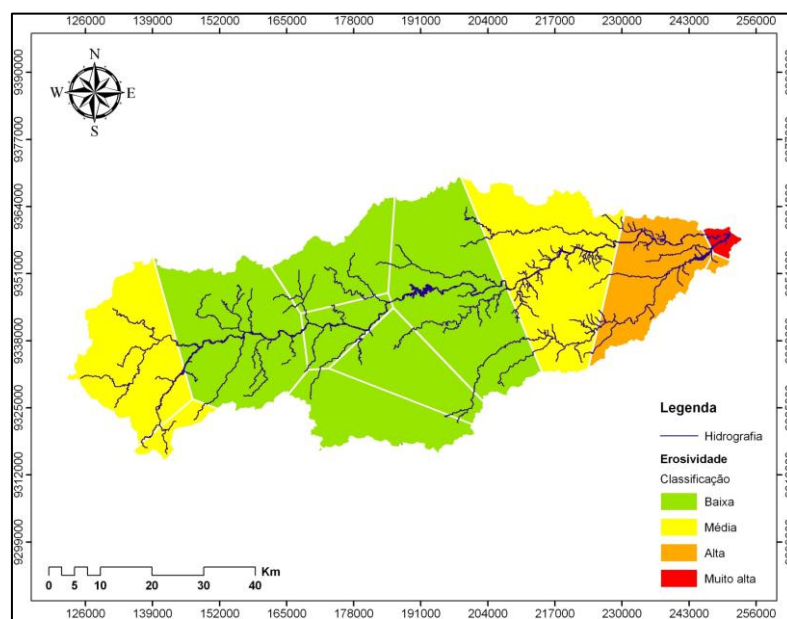 126000 139000 152000 165000 178000 191000 204000 217000 230000 243000 256000
N
W E
S
9390000
9377000
9364000
9351000
9338000
9325000
9312000
9299000
9377000
Legenda
Hidrografia
Erosividade
Classificação
Baixa
Média
Alta
Muito alta
Km
0 5 10 20 30 40
126000 139000 152000 165000 178000 191000 204000 217000 230000 243000 256000